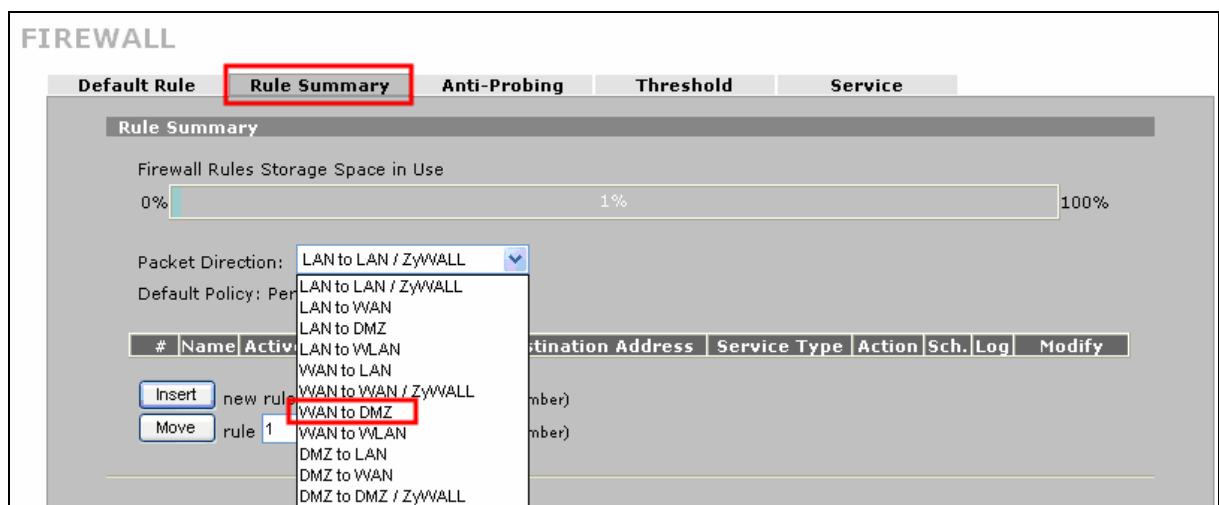 FIREWALL
Default Rule Rule Summary Anti-Probing Threshold Service
Rule Summary
Firewall Rules Storage Space in Use
0% 1% 100%
Packet Direction: LAN to LAN / ZyWALL
Default Policy: Per
LAN to LAN / ZyWALL
LAN to WAN
LAN to DMZ
LAN to WLAN
WAN to LAN
WAN to WAN / ZyWALL
WAN to DMZ
WAN to WLAN
DMZ to LAN
DMZ to WAN
DMZ to DMZ / ZyWALL
# Name Activ stination Address Service Type Action Sch. Log Modify
Insert new rule mber)
Move rule 1 mber)